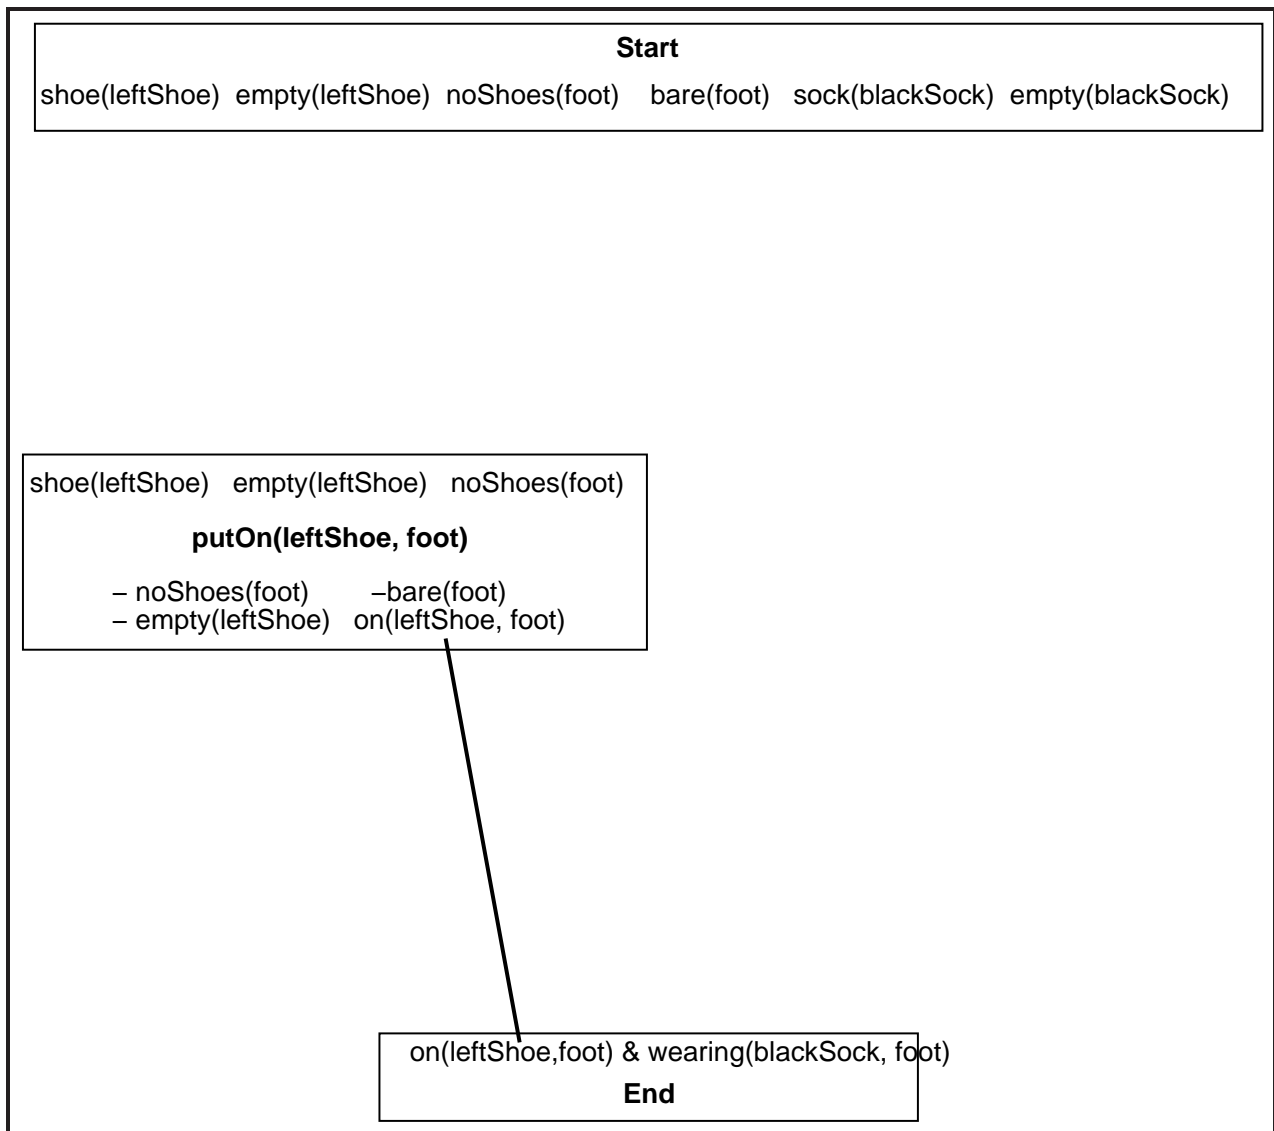 Start
shoe(leftShoe) empty(leftShoe) noShoes(foot) bare(foot) sock(blackSock) empty(blackSock)
shoe(leftShoe) empty(leftShoe) noShoes(foot)
putOn(leftShoe, foot)
– noShoes(foot) –bare(foot)
– empty(leftShoe) on(leftShoe, foot)
on(leftShoe,foot) & wearing(blackSock, foot)
End